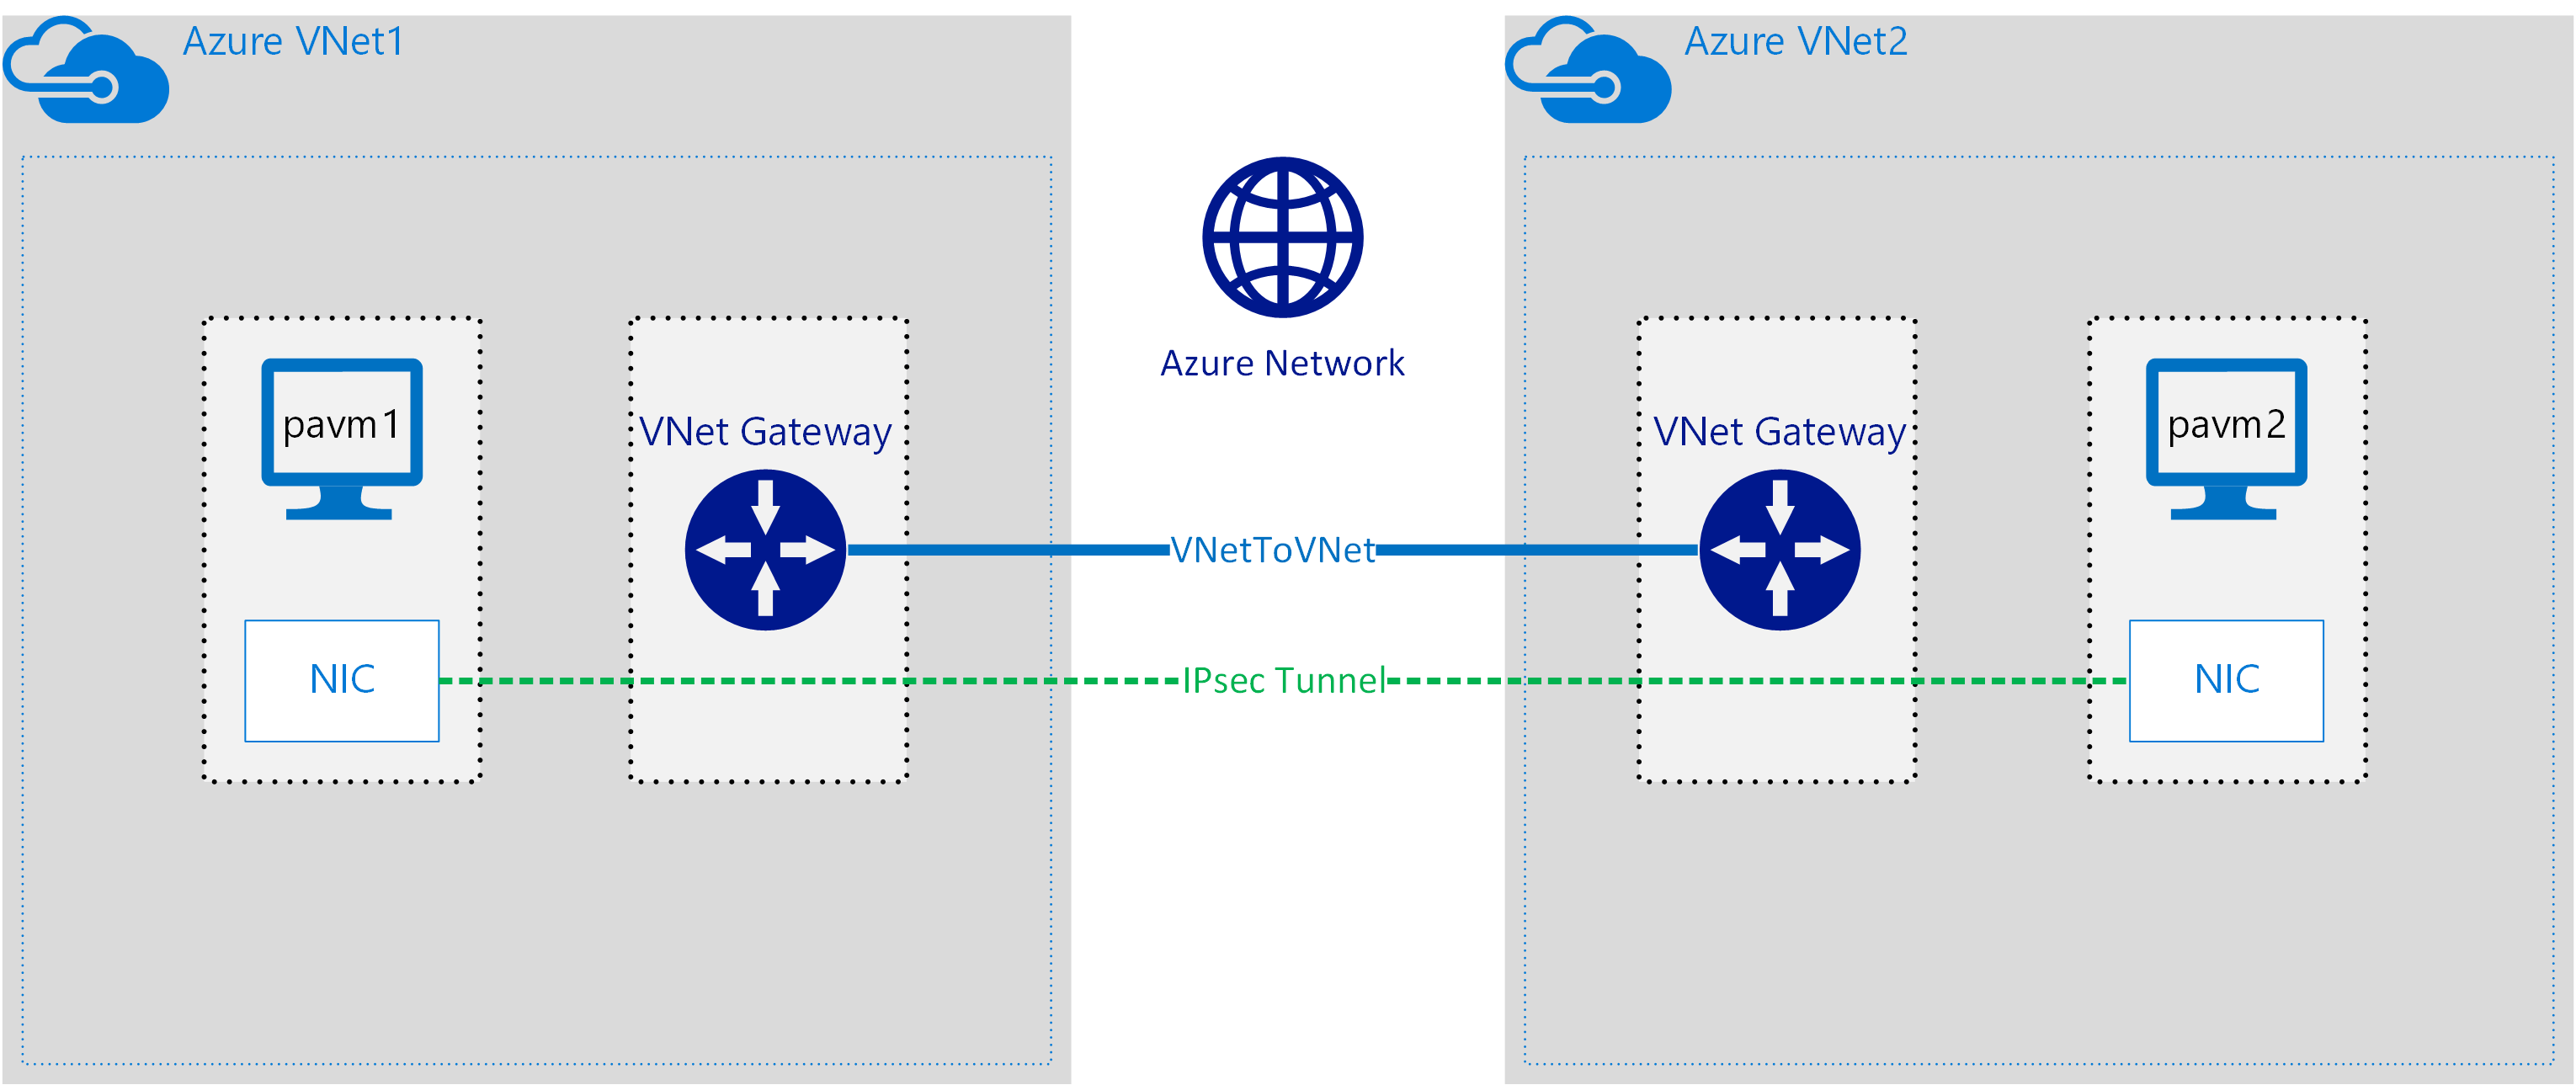 Azure VNet1
Azure VNet2
Azure Network
pavm1
VNet Gateway
VNet Gateway
pavm2
VNetToVNet
NIC
IPsec Tunnel
NIC